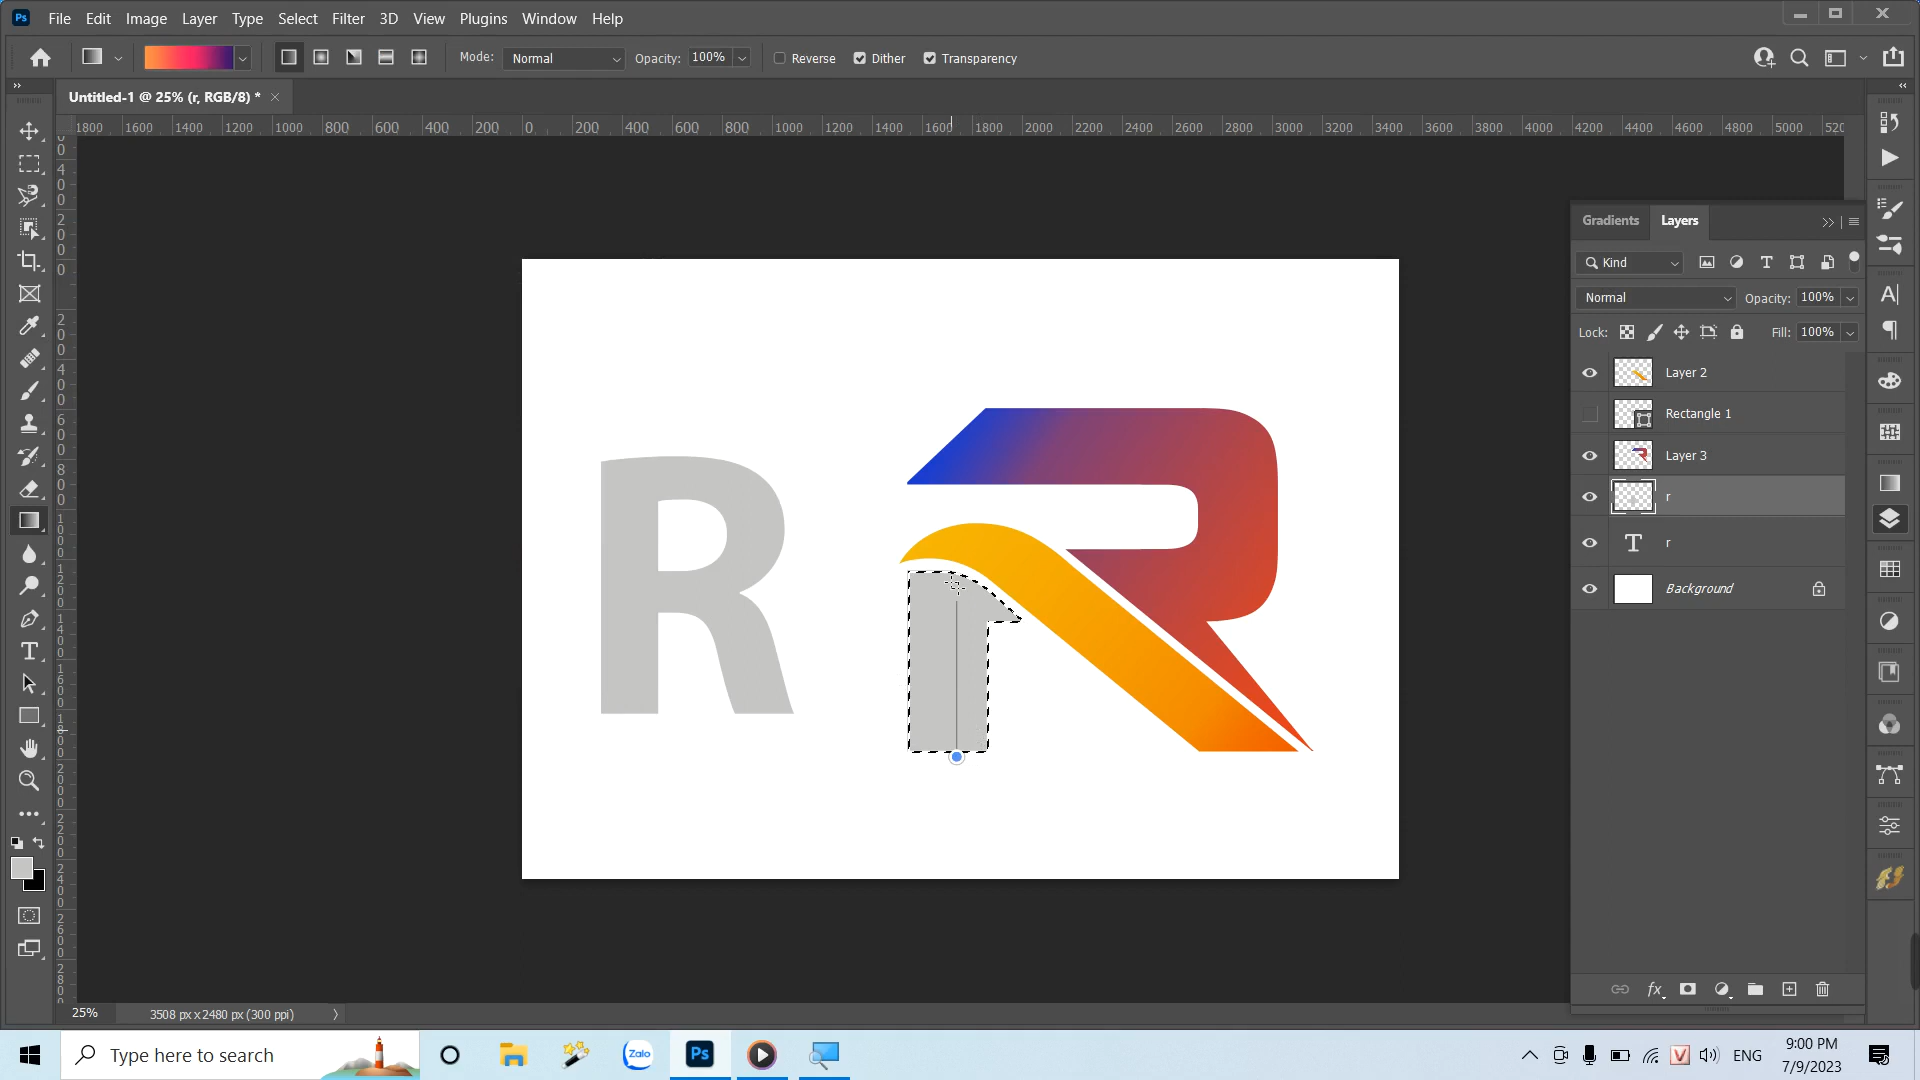 Ps File Edit Image Layer Type Select Filter 3D View Plugins Window Help
Mode: Normal Opacity: 100% Reverse Dither Transparency
Untitled-1 @ 25% (r, RGB/8) *
1800 1600 1400 1200 1000 800 600 400 200 0 200 400 600 800 1000 1200 1400 1600 1800 2000 2200 2400 2600 2800 3000 3200 3400 3600 3800 4000 4200 4400 4600 4800 5000
Gradients Layers
Kind
Normal Opacity: 100%
Lock: Fill: 100%
Layer 2
Rectangle 1
Layer 3
r
r
Background
R R
25% 3508 px x 2480 px (300 ppi)
Type here to search
Zalo
Ps
ENG
9:00 PM
7/9/2023